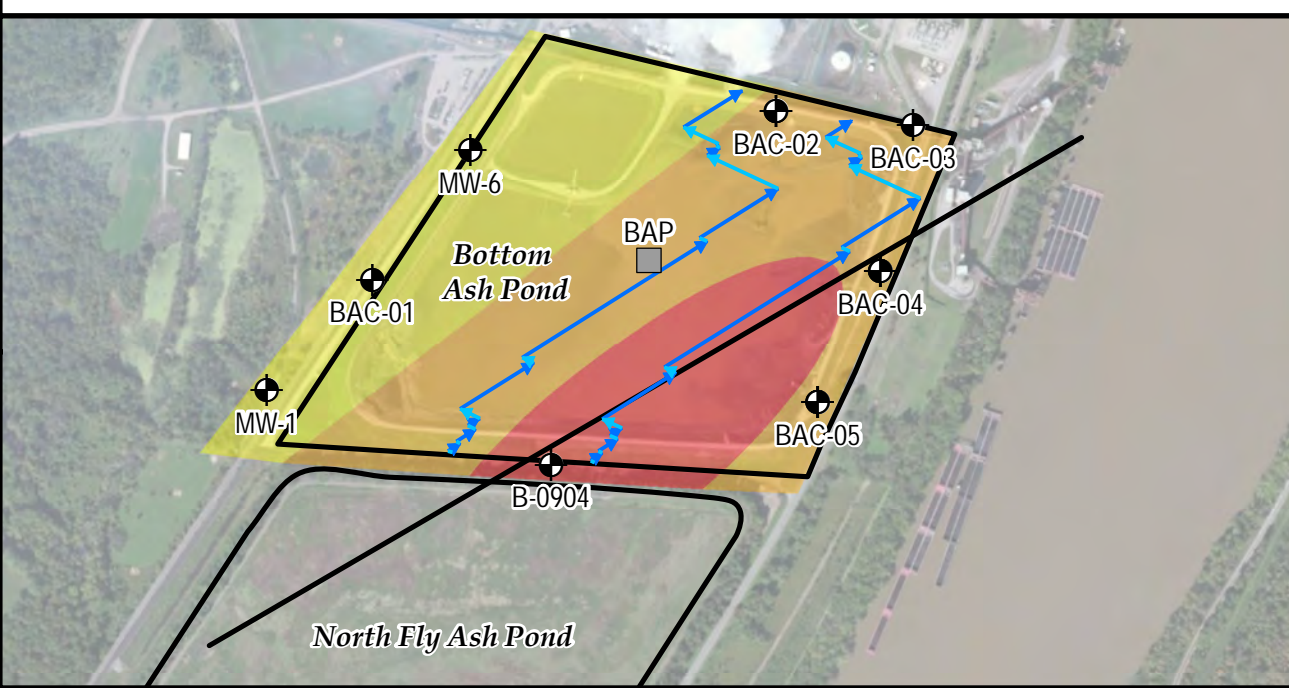 BAC-02
BAC-03
MW-6
BAP
Bottom
Ash Pond
BAC-01
BAC-04
MW-1
BAC-05
B-0904
North Fly Ash Pond